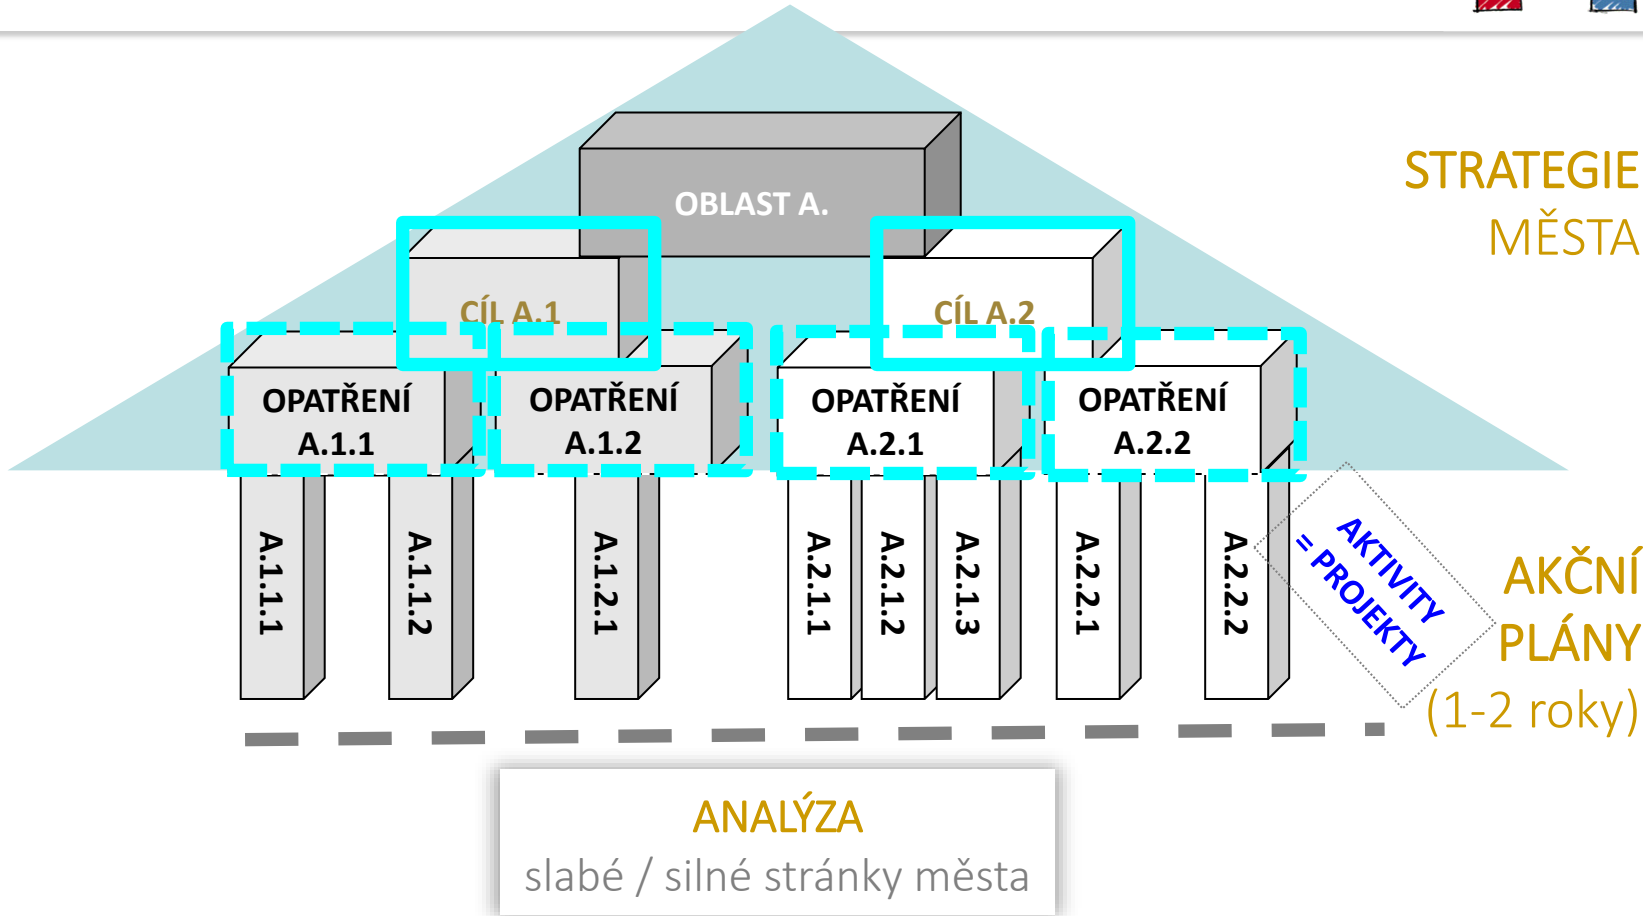 STRATEGIE
MĚSTA
OBLAST A.
CÍL A.1
CÍL A.2
OPATŘENÍ
A.1.1
OPATŘENÍ
A.1.2
OPATŘENÍ
A.2.1
OPATŘENÍ
A.2.2
A.1.1.1
A.1.1.2
A.1.2.1
A.2.1.1
A.2.1.2
A.2.1.3
A.2.2.1
A.2.2.2
AKTIVITY
= PROJEKTY
AKČNÍ
PLÁNY
(1-2 roky)
ANALÝZA
slabé / silné stránky města